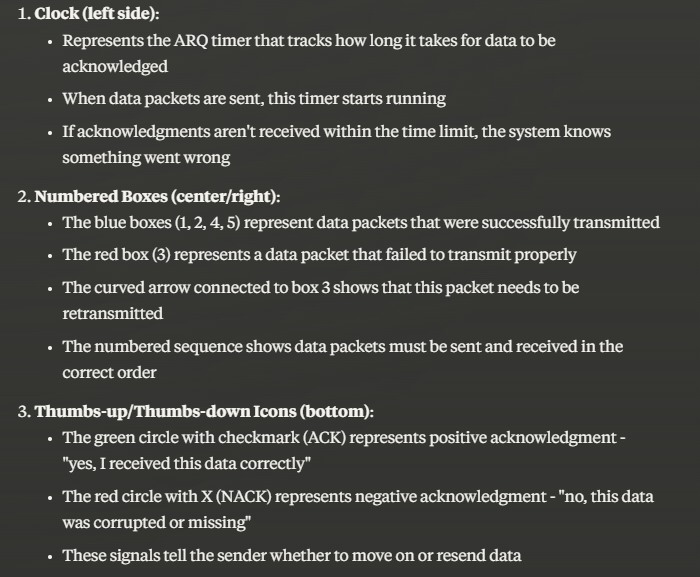 1. Clock (left side):
• Represents the ARQ timer that tracks how long it takes for data to be
acknowledged
• When data packets are sent, this timer starts running
• If acknowledgments aren't received within the time limit, the system knows
something went wrong
2. Numbered Boxes (center/right):
• The blue boxes (1, 2, 4, 5) represent data packets that were successfully transmitted
• The red box (3) represents a data packet that failed to transmit properly
• The curved arrow connected to box 3 shows that this packet needs to be
retransmitted
• The numbered sequence shows data packets must be sent and received in the
correct order
3. Thumbs-up/Thumbs-down Icons (bottom):
• The green circle with checkmark (ACK) represents positive acknowledgment -
"yes, I received this data correctly"
• The red circle with X (NACK) represents negative acknowledgment - "no, this data
was corrupted or missing"
• These signals tell the sender whether to move on or resend data